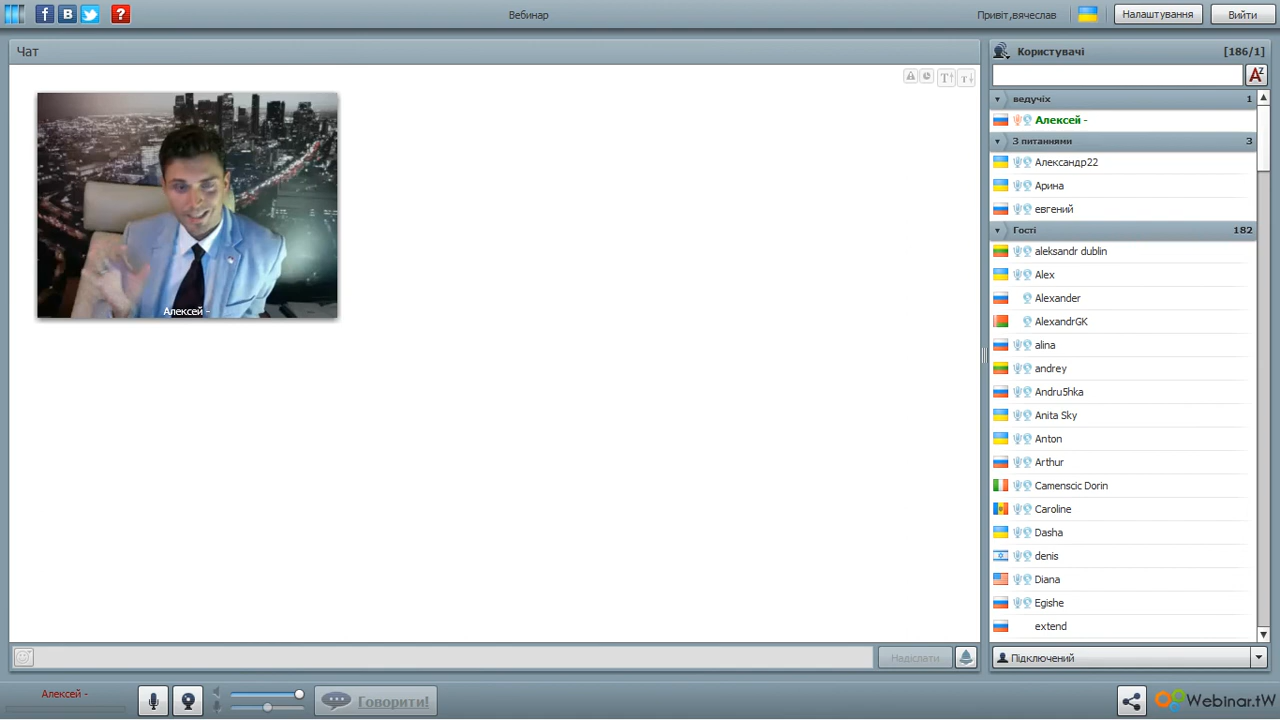 f B ?
Вебинар
Привіт,вячеслав
Налаштування
Вийти
Чат
T↑ T↓
Алексей -
Користувачі [186/1]
AZ
ведучіх 1
Алексей -
З питаннями 3
Александр22
Арина
евгений
Гості 182
aleksandr dublin
Alex
Alexander
AlexandrGK
alina
andrey
Andru5hka
Anita Sky
Anton
Arthur
Camenscic Dorin
Caroline
Dasha
denis
Diana
Egishe
extend
Надіслати
Підключений
Алексей -
Говорити!
Webinar.tW